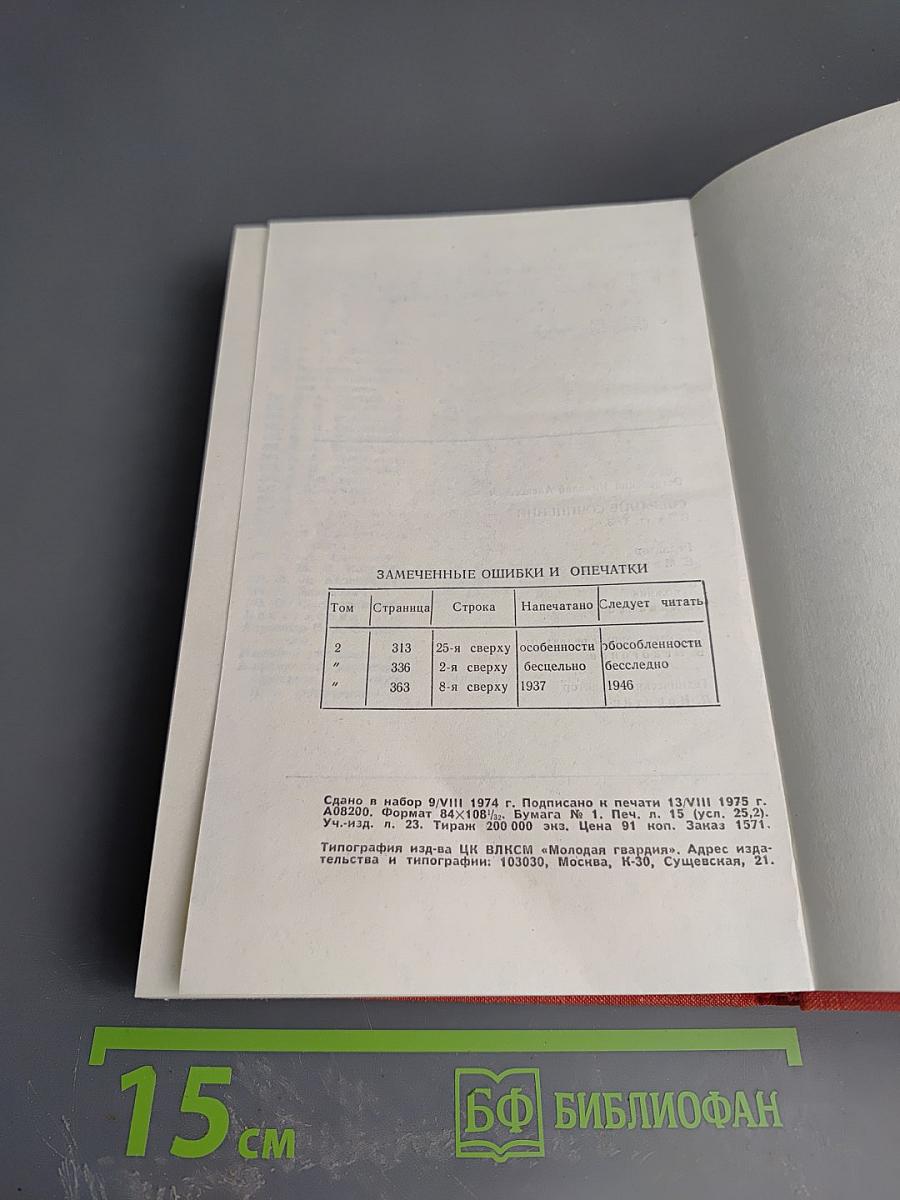 ЗАМЕЧЕННЫЕ ОШИБКИ И ОПЕЧАТКИ
Том Страница Строка Напечатано Следует читать
2 313 25-я сверху особенности обособленности
" 336 2-я сверху бесцельно бесследно
" 363 8-я сверху 1937 1946
Сдано в набор 9/VIII 1974 г. Подписано к печати 13/VIII 1975 г.
А08200. Формат 84×108¹/₃₂. Бумага № 1. Печ. л. 15 (усл. 25,2).
Уч.-изд. л. 23. Тираж 200 000 экз. Цена 91 коп. Заказ 1571.
Типография изд-ва ЦК ВЛКСМ «Молодая гвардия». Адрес изда-
тельства и типографии: 103030, Москва, К-30, Сущевская, 21.
15 см
БФ БИБЛИОФАН